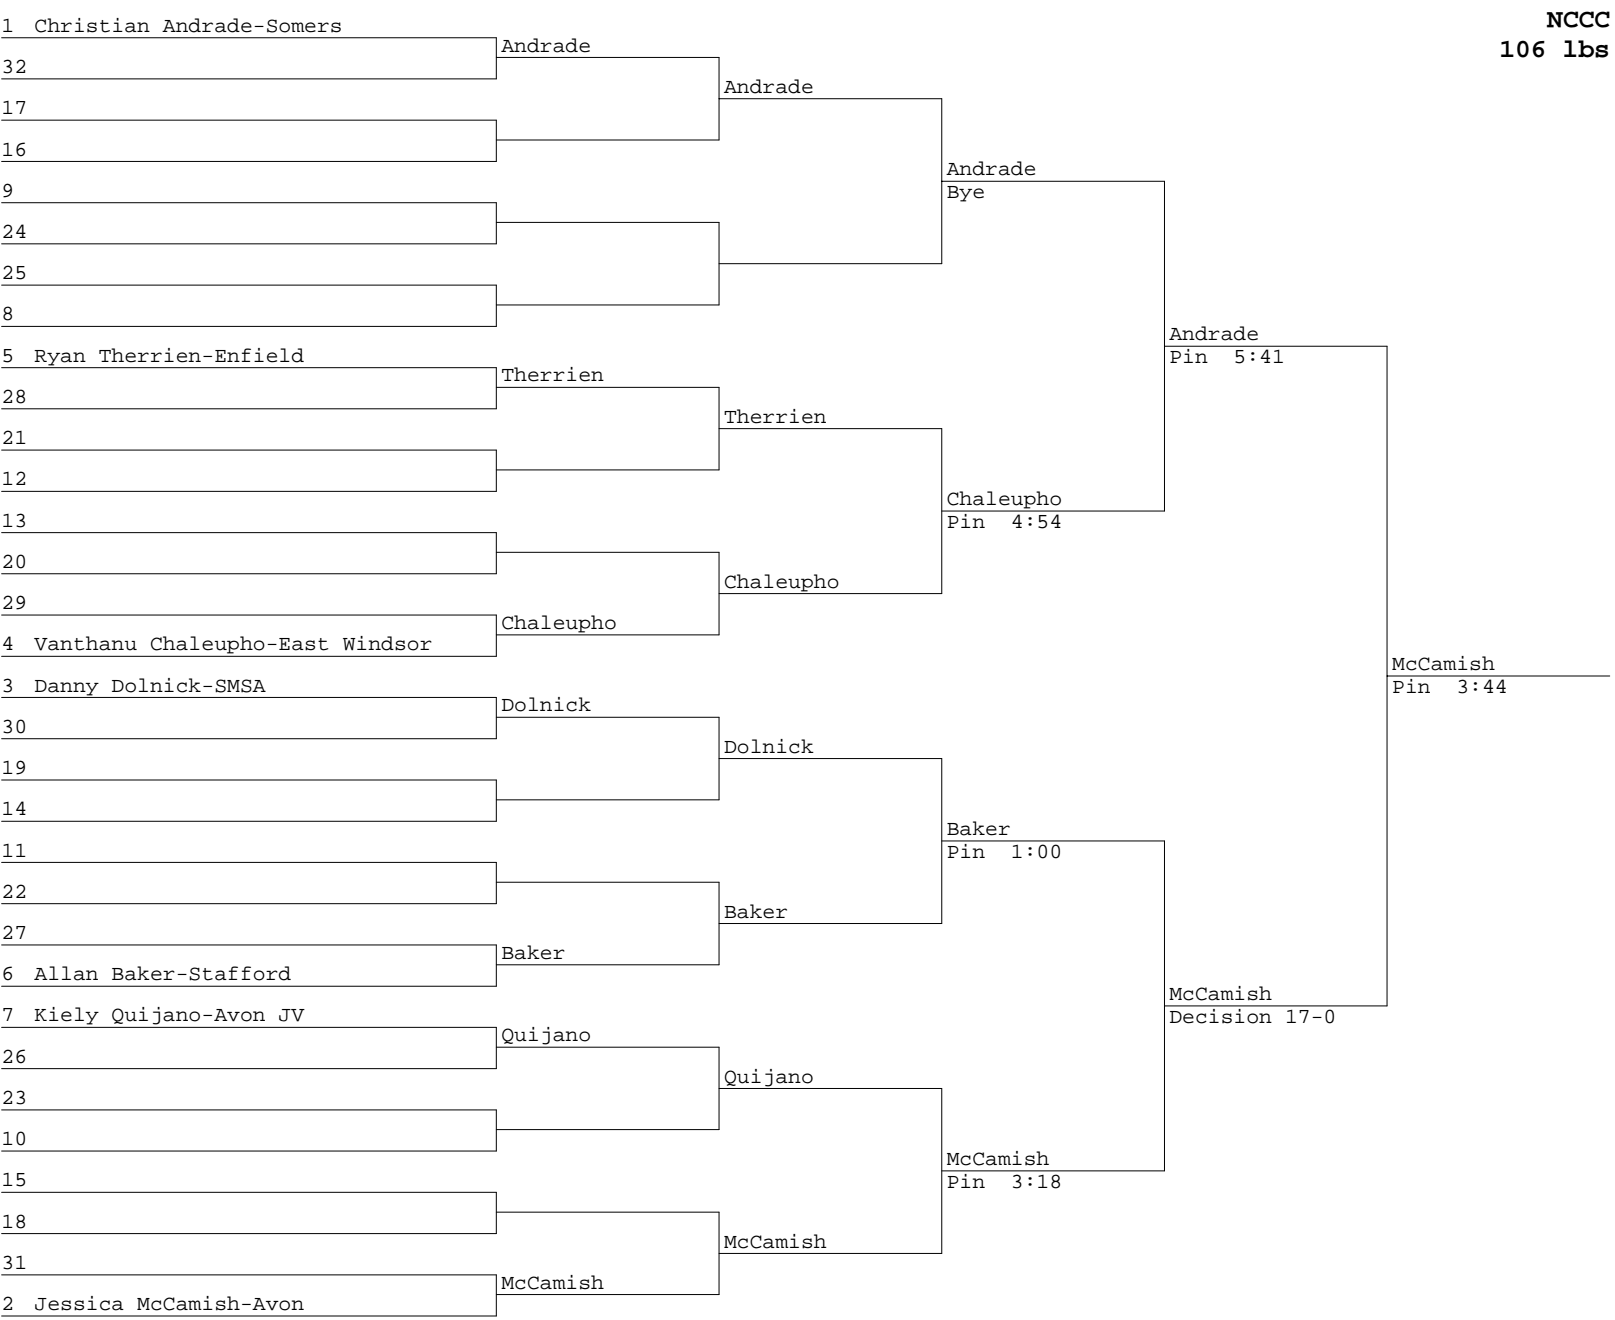 NCCC
106 lbs
1 Christian Andrade-Somers
32
17
16
9
24
25
8
5 Ryan Therrien-Enfield
28
21
12
13
20
29
4 Vanthanu Chaleupho-East Windsor
3 Danny Dolnick-SMSA
30
19
14
11
22
27
6 Allan Baker-Stafford
7 Kiely Quijano-Avon JV
26
23
10
15
18
31
2 Jessica McCamish-Avon
Andrade
Therrien
Chaleupho
Dolnick
Baker
Quijano
McCamish
Andrade
Therrien
Chaleupho
Dolnick
Baker
Quijano
McCamish
Andrade
Bye
Chaleupho
Pin 4:54
Baker
Pin 1:00
McCamish
Pin 3:18
Andrade
Pin 5:41
McCamish
Decision 17-0
McCamish
Pin 3:44